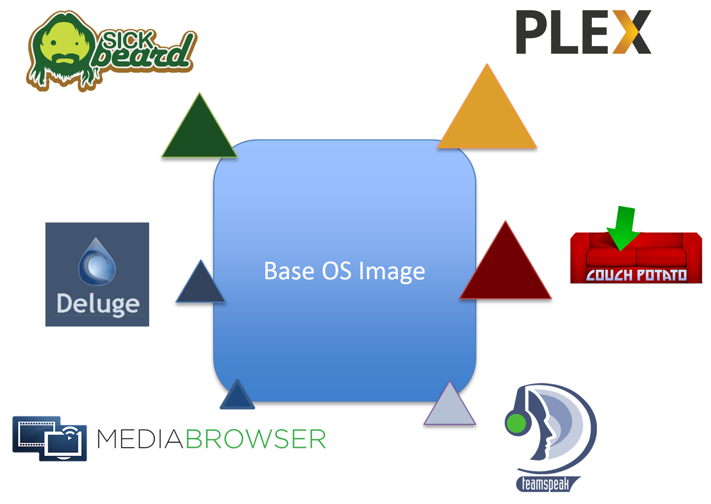 SICK
beard
PLEX
Base OS Image
Deluge
COUCH POTATO
MEDIABROWSER
teamspeak